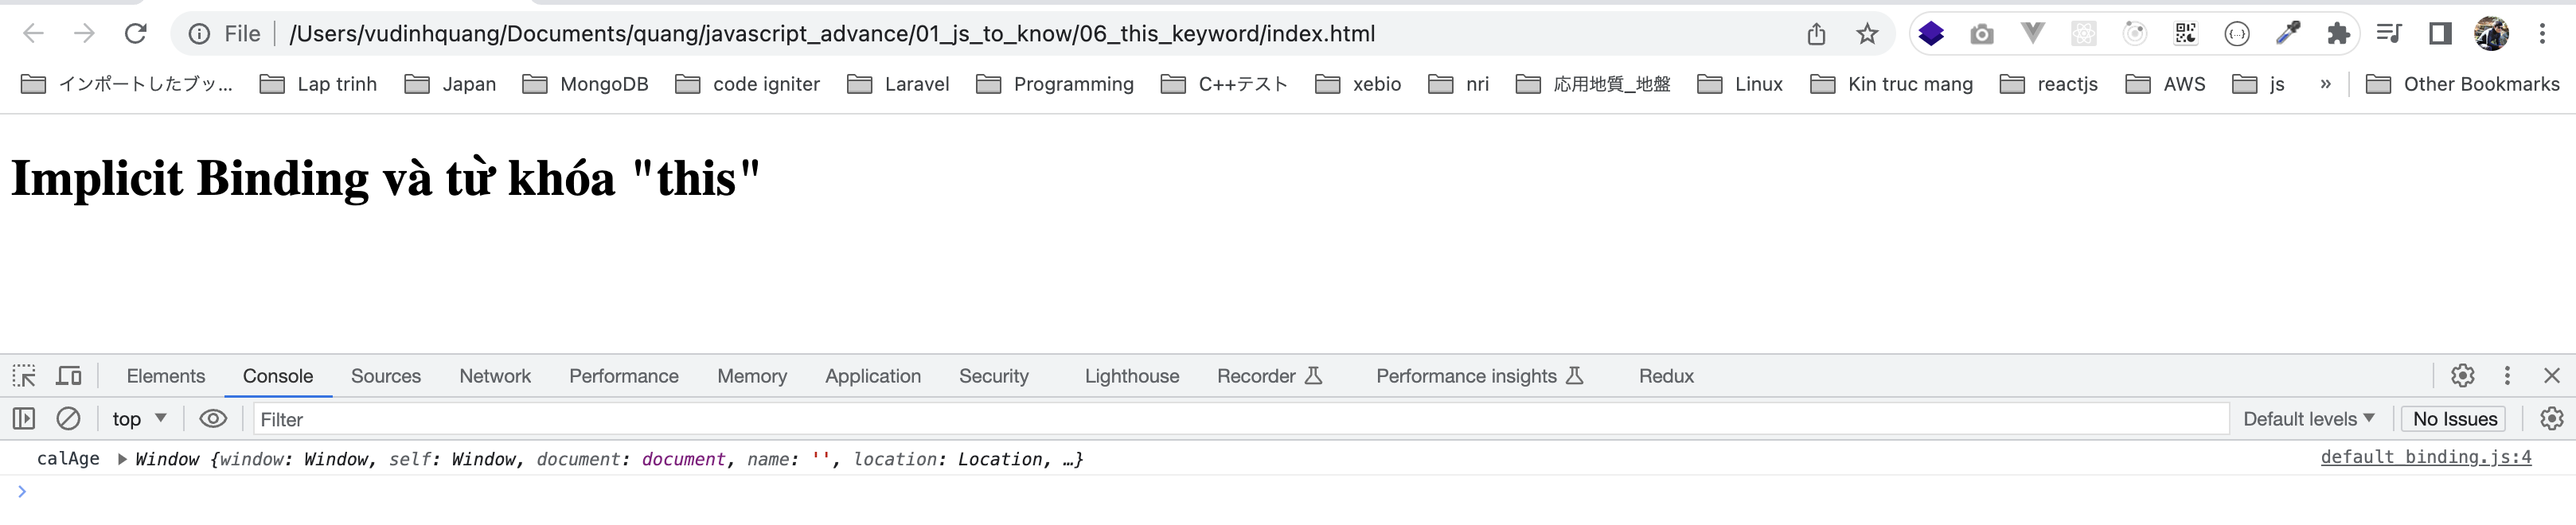 File /Users/vudinhquang/Documents/quang/javascript_advance/01_js_to_know/06_this_keyword/index.html
インポートしたブッ... Lap trinh Japan MongoDB code igniter Laravel Programming C++テスト xebio nri 応用地質_地盤 Linux Kin truc mang reactjs AWS js » Other Bookmarks
Implicit Binding và từ khóa "this"
Elements Console Sources Network Performance Memory Application Security Lighthouse Recorder Performance insights Redux
top Filter Default levels No Issues
calAge Window {window: Window, self: Window, document: document, name: '', location: Location, …} default binding.js:4